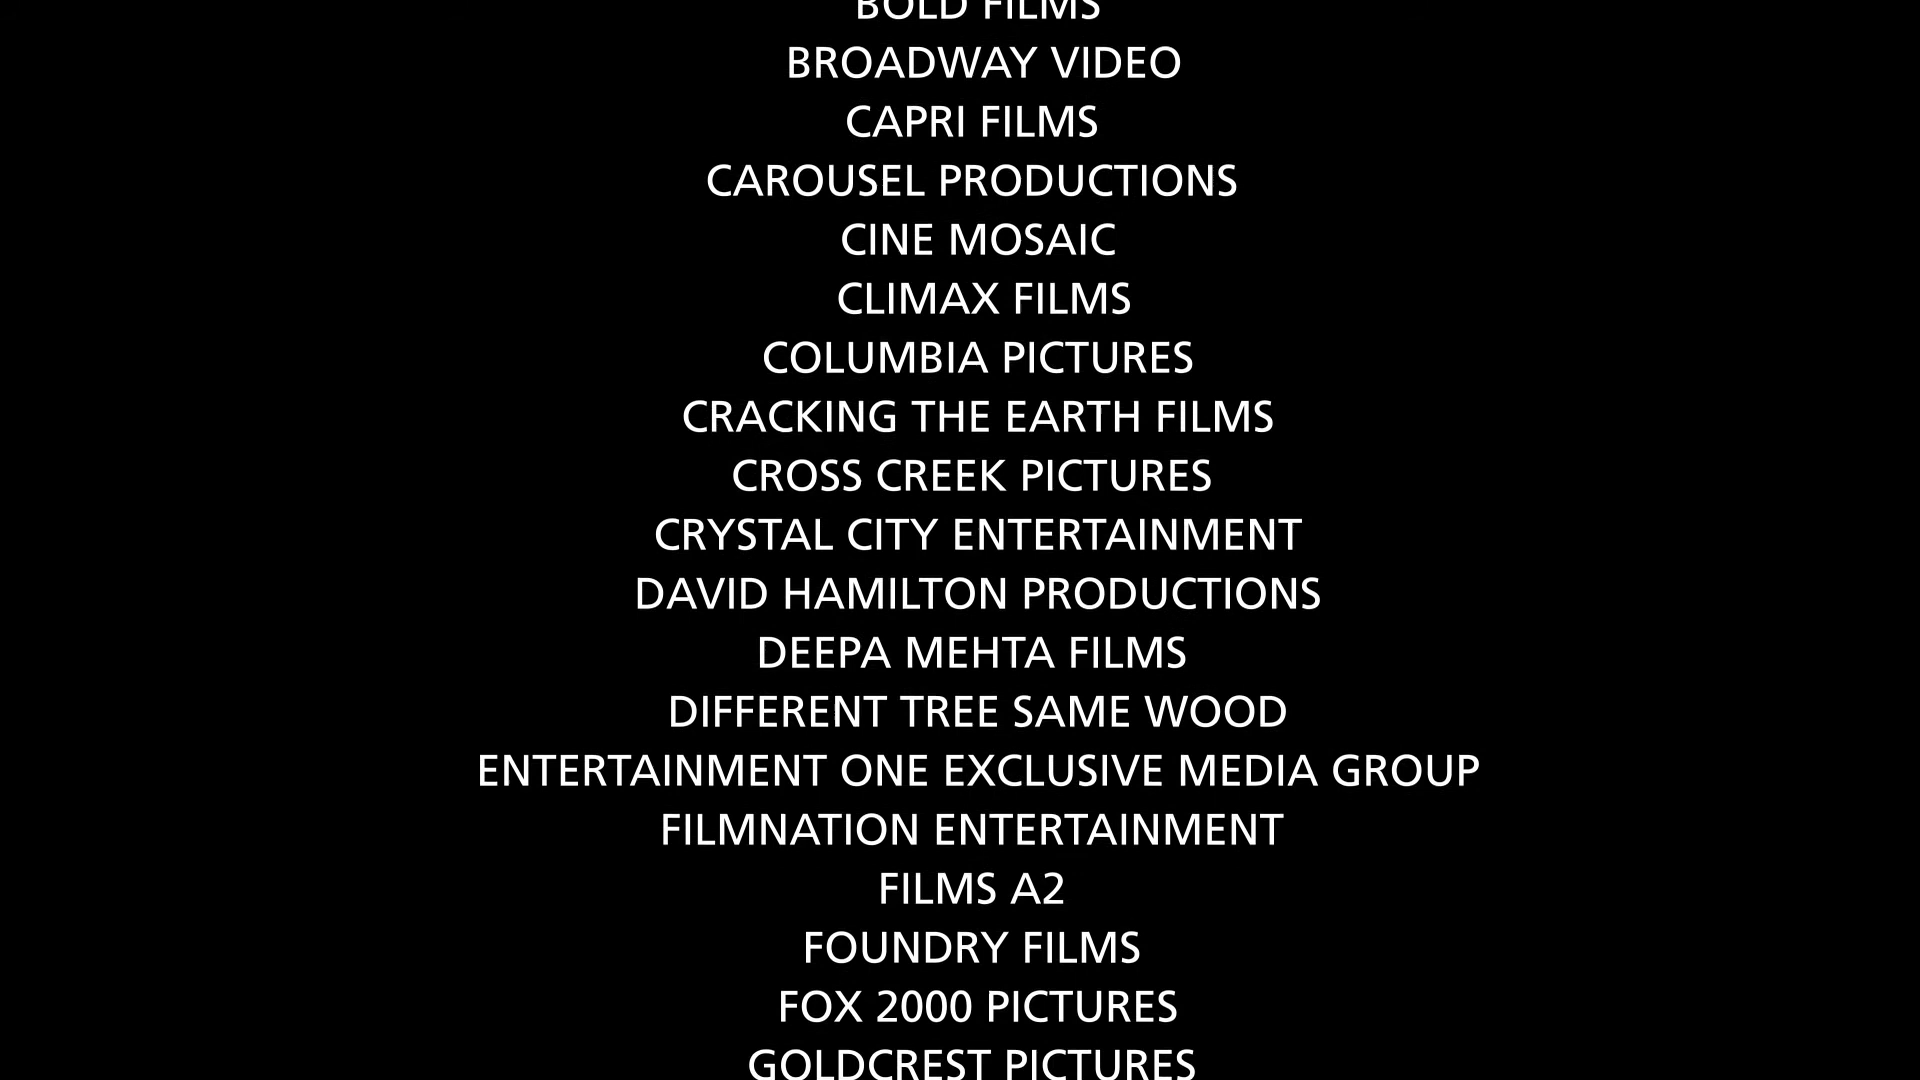 BOLD FILMS
BROADWAY VIDEO
CAPRI FILMS
CAROUSEL PRODUCTIONS
CINE MOSAIC
CLIMAX FILMS
COLUMBIA PICTURES
CRACKING THE EARTH FILMS
CROSS CREEK PICTURES
CRYSTAL CITY ENTERTAINMENT
DAVID HAMILTON PRODUCTIONS
DEEPA MEHTA FILMS
DIFFERENT TREE SAME WOOD
ENTERTAINMENT ONE EXCLUSIVE MEDIA GROUP
FILMNATION ENTERTAINMENT
FILMS A2
FOUNDRY FILMS
FOX 2000 PICTURES
GOLDCREST PICTURES